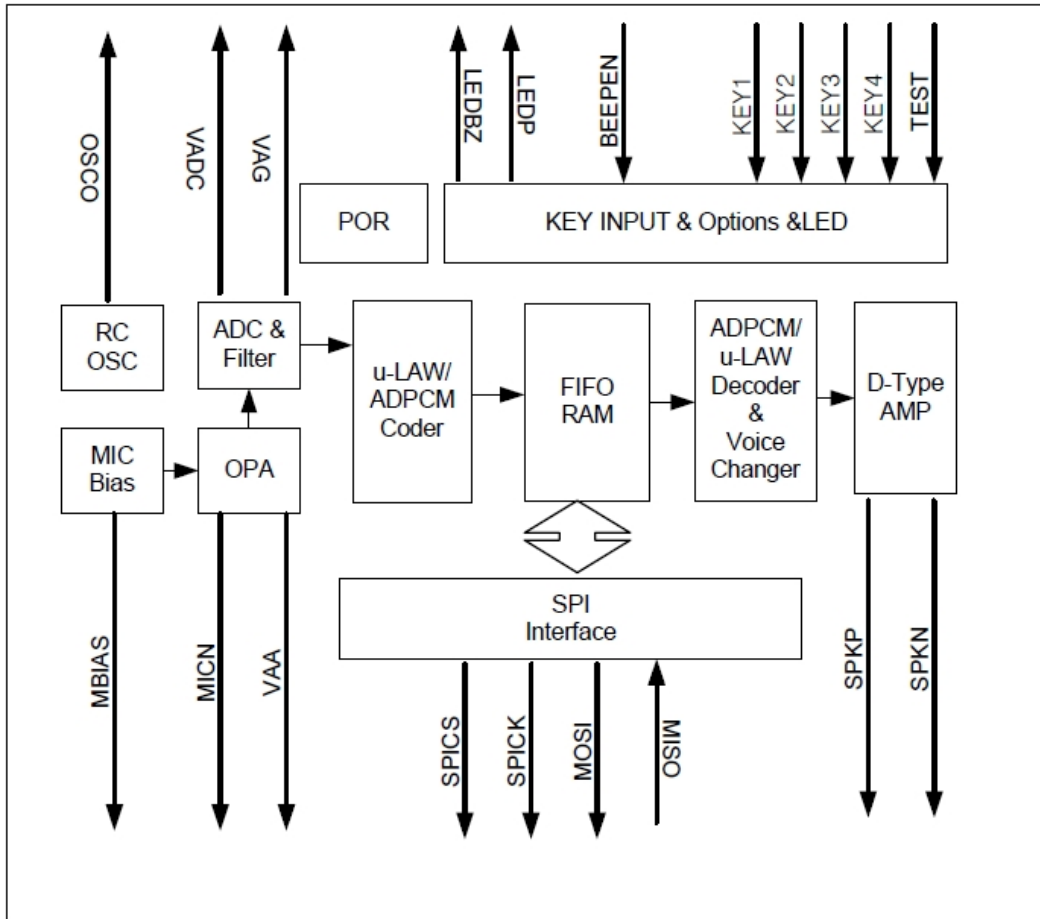 OSCO
VADC
VAG
LEDBZ
LEDP
BEEPEN
KEY1
KEY2
KEY3
KEY4
TEST
POR
KEY INPUT & Options &LED
RC
OSC
ADC &
Filter
u-LAW/
ADPCM
Coder
FIFO
RAM
ADPCM/
u-LAW
Decoder
&
Voice
Changer
D-Type
AMP
MIC
Bias
OPA
SPI
Interface
MBIAS
MICN
VAA
SPICS
SPICK
MOSI
MISO
SPKP
SPKN